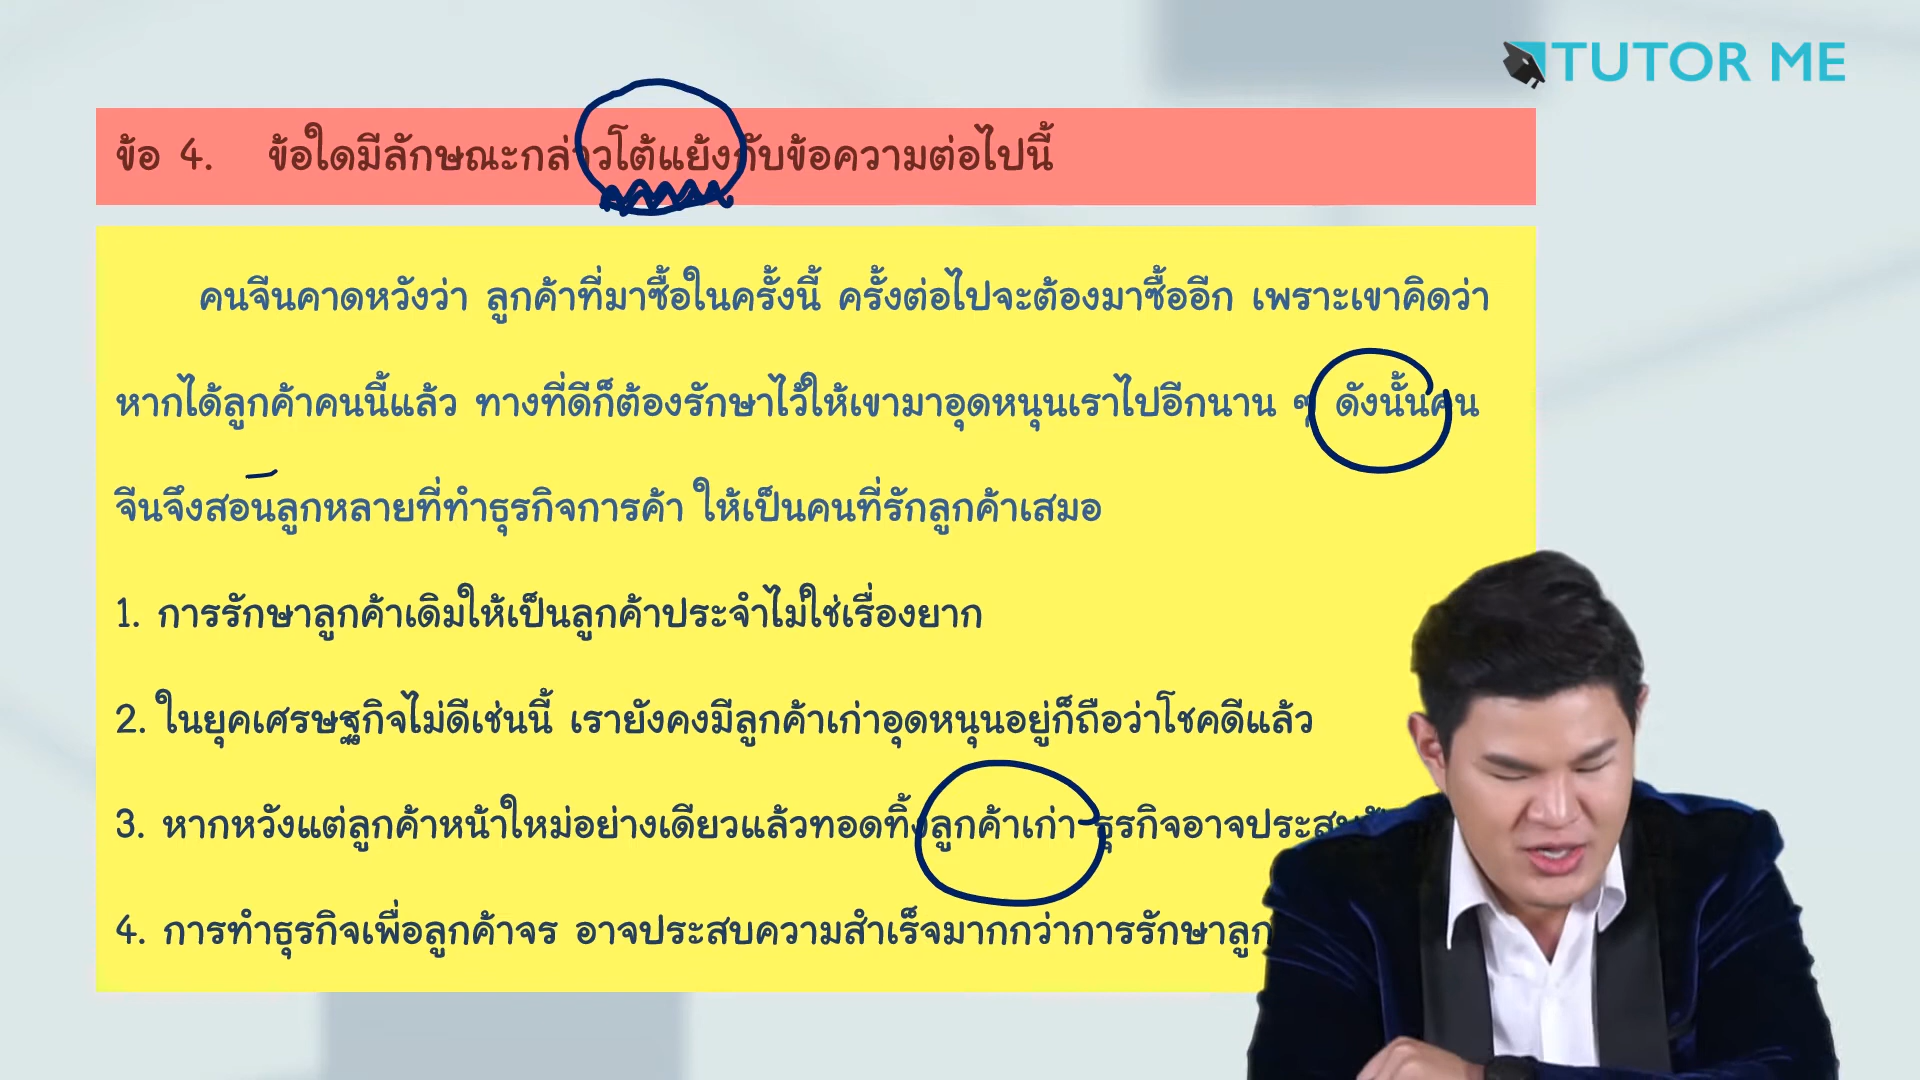 TUTOR ME
ข้อ 4. ข้อใดมีลักษณะกล่าวโต้แย้งกับข้อความต่อไปนี้
คนจีนคาดหวังว่า ลูกค้าที่มาซื้อในครั้งนี้ ครั้งต่อไปจะต้องมาซื้ออีก เพราะเขาคิดว่า
หากได้ลูกค้าคนนี้แล้ว ทางที่ดีก็ต้องรักษาไว้ให้เขามาอุดหนุนเราไปอีกนาน ๆ ดังนั้นคน
จีนจึงสอนลูกหลายที่ทำธุรกิจการค้า ให้เป็นคนที่รักลูกค้าเสมอ
1. การรักษาลูกค้าเดิมให้เป็นลูกค้าประจำไม่ใช่เรื่องยาก
2. ในยุคเศรษฐกิจไม่ดีเช่นนี้ เรายังคงมีลูกค้าเก่าอุดหนุนอยู่ก็ถือว่าโชคดีแล้ว
3. หากหวังแต่ลูกค้าหน้าใหม่อย่างเดียวแล้วทอดทิ้งลูกค้าเก่า ธุรกิจอาจประสบ
4. การทำธุรกิจเพื่อลูกค้าจร อาจประสบความสำเร็จมากกว่าการรักษาลูก